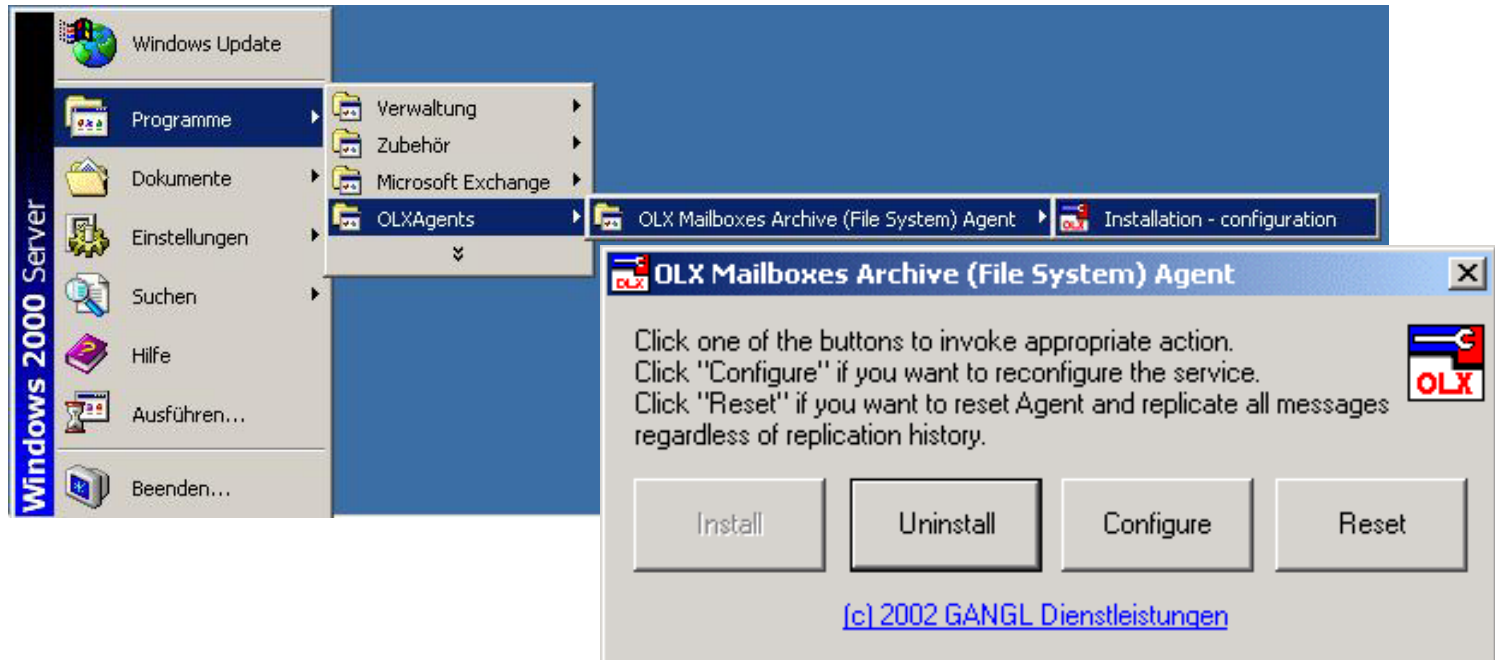 Windows 2000 Server
Windows Update
Programme
Dokumente
Einstellungen
Suchen
Hilfe
Ausführen...
Beenden...
Verwaltung
Zubehör
Microsoft Exchange
OLXAgents
OLX Mailboxes Archive (File System) Agent
Installation - configuration
OLX
OLX Mailboxes Archive (File System) Agent
Click one of the buttons to invoke appropriate action.
Click "Configure" if you want to reconfigure the service.
Click "Reset" if you want to reset Agent and replicate all messages
regardless of replication history.
OLX
Install
Uninstall
Configure
Reset
(c) 2002 GANGL Dienstleistungen